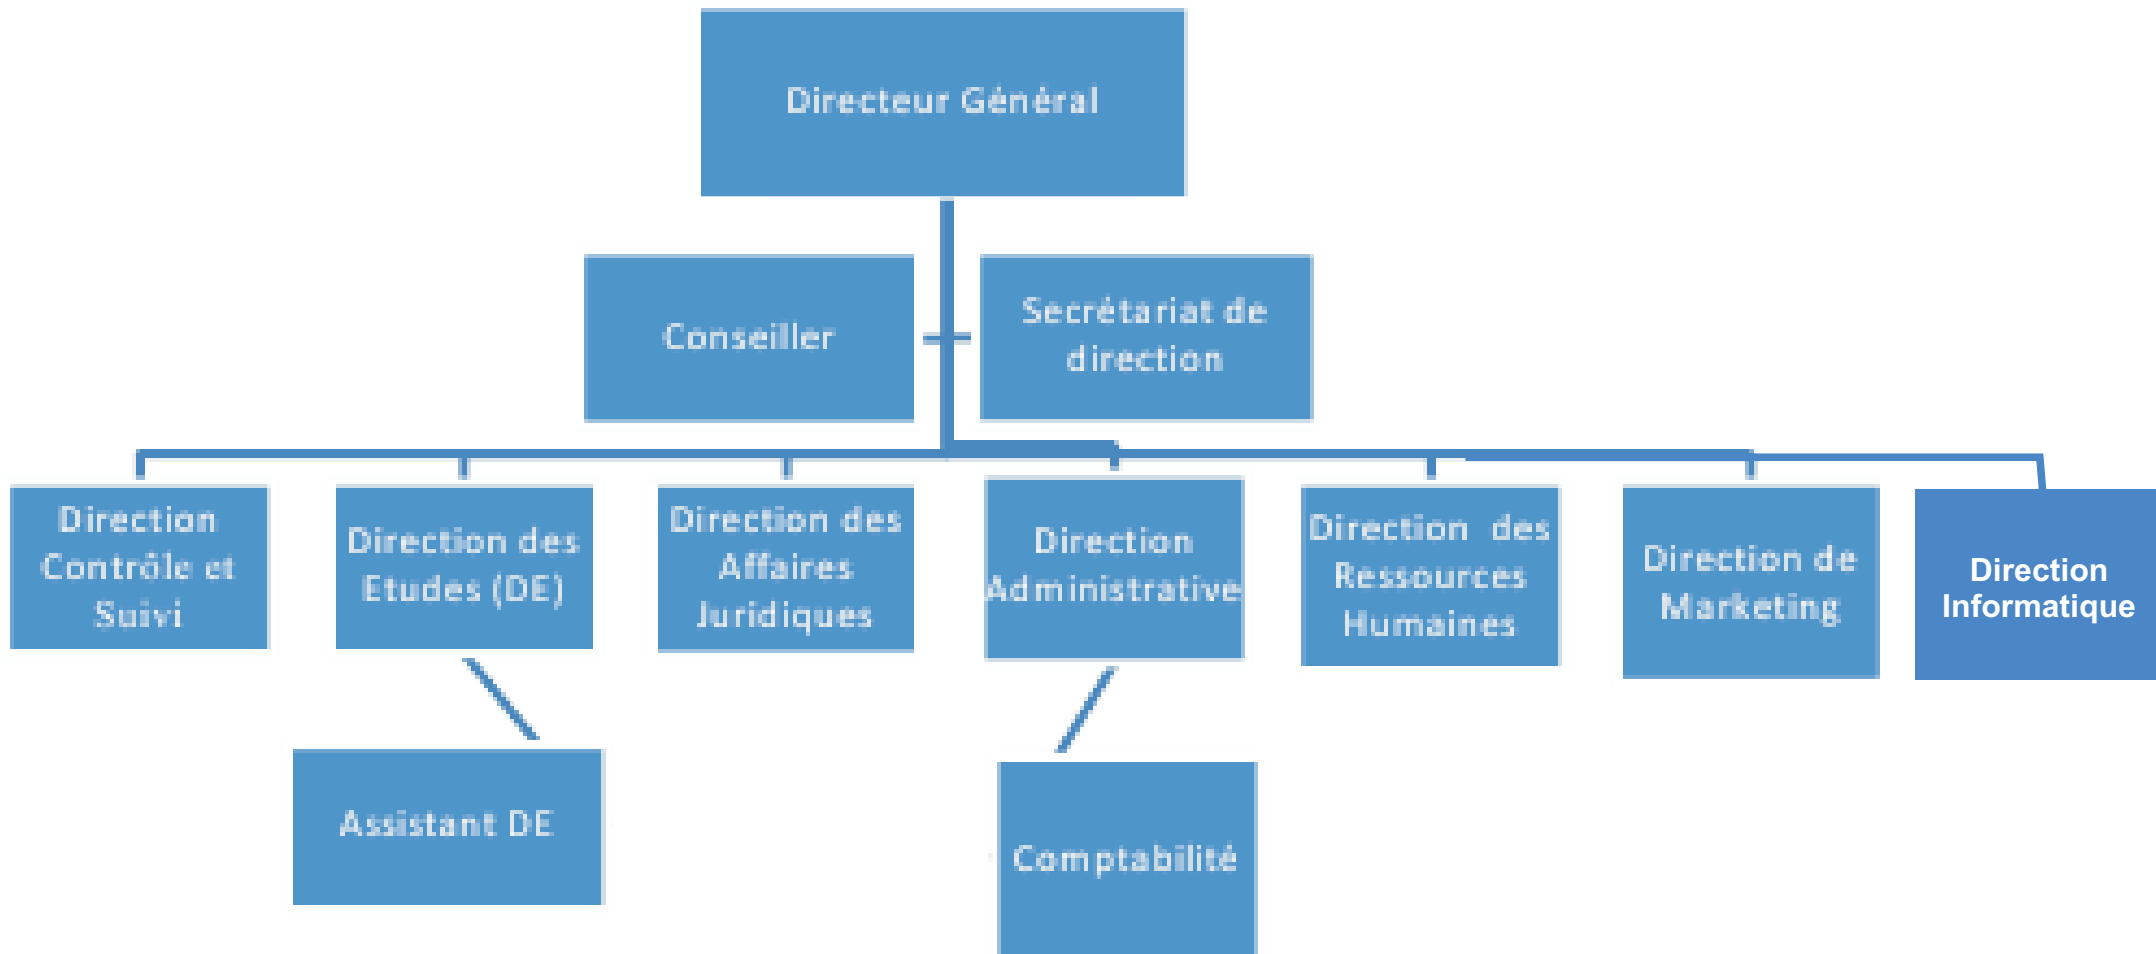 Directeur Général
Conseiller
Secrétariat de
direction
Direction
Contrôle et
Suivi
Direction des
Etudes (DE)
Direction des
Affaires
Juridiques
Direction
Administrative
Direction des
Ressources
Humaines
Direction de
Marketing
Direction
Informatique
Assistant DE
Comptabilité